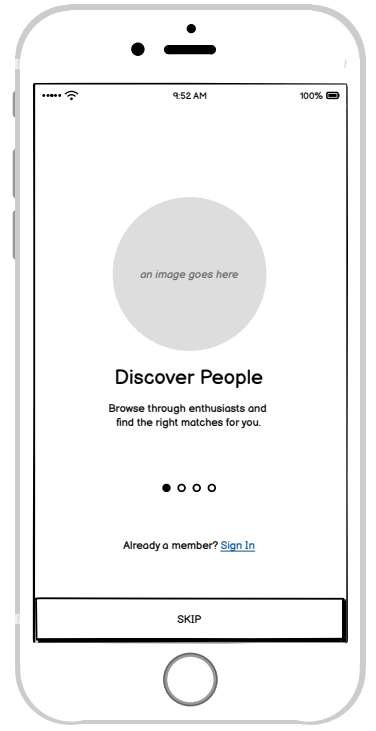 9:52 AM 100%
an image goes here
Discover People
Browse through enthusiasts and
find the right matches for you.
Already a member? Sign In
SKIP